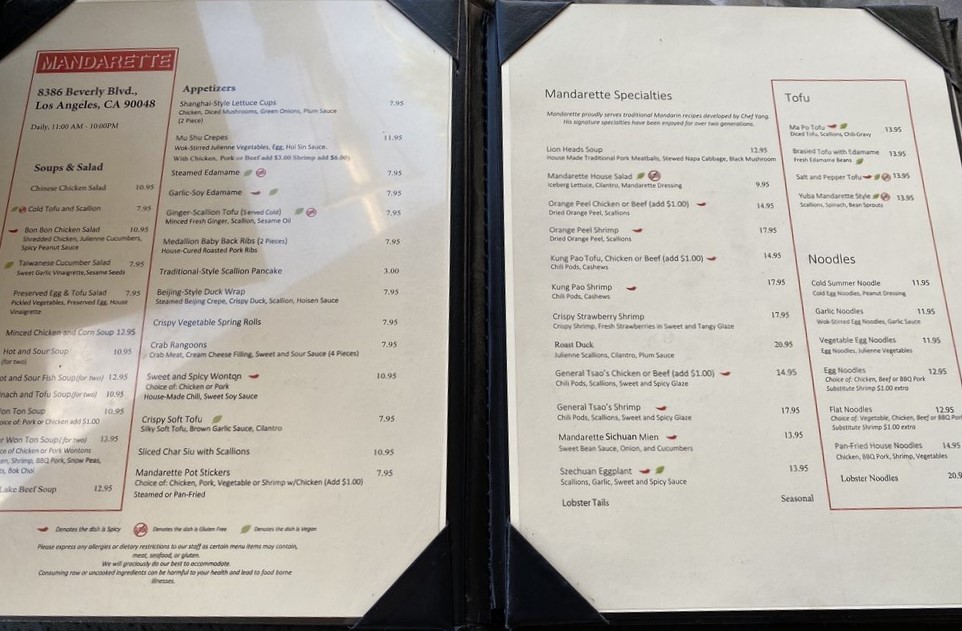 MANDARETTE
8386 Beverly Blvd.,
Los Angeles, CA 90048
Daily, 11:00 AM - 10:00PM
Soups & Salad
Chinese Chicken Salad 10.95
Cold Tofu and Scallion 7.95
Bon Bon Chicken Salad 10.95
Shredded Chicken, Julienne Cucumbers,
Spicy Peanut Sauce
Taiwanese Cucumber Salad 7.95
Sweet Garlic Vinaigrette, Sesame Seeds
Preserved Egg & Tofu Salad 7.95
Pickled Vegetables, Preserved Egg, House
Vinaigrette
Minced Chicken and Corn Soup 12.95
Hot and Sour Soup 10.95
(for two)
ot and Sour Fish Soup (for two) 12.95
inach and Tofu Soup (for two) 10.95
on Ton Soup 10.95
oice of: Pork or Chicken add $1.00
r Won Ton Soup (for two) 13.95
ce of Chicken or Pork Wontons
en, Shrimp, BBQ Pork, Snow Peas,
ts, Bok Choi
Lake Beef Soup 12.95
Appetizers
Shanghai-Style Lettuce Cups 7.95
Chicken, Diced Mushrooms, Green Onions, Plum Sauce
(2 Piece)
Mu Shu Crepes 11.95
Wok-Stirred Julienne Vegetables, Egg, Hoi Sin Sauce.
With Chicken, Pork or Beef add $3.00 Shrimp add $6.00
Steamed Edamame 7.95
Garlic-Soy Edamame 7.95
Ginger-Scallion Tofu (Served Cold) 7.95
Minced Fresh Ginger, Scallion, Sesame Oil
Medallion Baby Back Ribs (2 Pieces) 7.95
House-Cured Roasted Pork Ribs
Traditional-Style Scallion Pancake 3.00
Beijing-Style Duck Wrap 7.95
Steamed Beijing Crepe, Crispy Duck, Scallion, Hoisen Sauce
Crispy Vegetable Spring Rolls 7.95
Crab Rangoons 7.95
Crab Meat, Cream Cheese Filling, Sweet and Sour Sauce (4 Pieces)
Sweet and Spicy Wonton 10.95
Choice of: Chicken or Pork
House-Made Chill, Sweet Soy Sauce
Crispy Soft Tofu 7.95
Silky Soft Tofu, Brown Garlic Sauce, Cilantro
Sliced Char Siu with Scallions 10.95
Mandarette Pot Stickers 7.95
Choice of: Chicken, Pork, Vegetable or Shrimp w/Chicken (Add $1.00)
Steamed or Pan-Fried
Denotes the dish is Spicy Denotes the dish is Gluten Free Denotes the dish is Vegan
Please express any allergies or dietary restrictions to our staff as certain menu items may contain,
meat, seafood, or gluten.
We will graciously do our best to accommodate.
Consuming raw or uncooked ingredients can be harmful to your health and lead to food borne
illnesses.
Mandarette Specialties
Mandarette proudly serves traditional Mandarin recipes developed by Chef Yang.
His signature specialties have been enjoyed for over two generations.
Lion Heads Soup 12.95
House Made Traditional Pork Meatballs, Stewed Napa Cabbage, Black Mushroom
Mandarette House Salad
Iceberg Lettuce, Cilantro, Mandarette Dressing 9.95
Orange Peel Chicken or Beef (add $1.00) 14.95
Dried Orange Peel, Scallions
Orange Peel Shrimp 17.95
Dried Orange Peel, Scallions
Kung Pao Tofu, Chicken or Beef (add $1.00) 14.95
Chili Pods, Cashews
Kung Pao Shrimp 17.95
Chili Pods, Cashews
Crispy Strawberry Shrimp 17.95
Crispy Shrimp, Fresh Strawberries in Sweet and Tangy Glaze
Roast Duck 20.95
Julienne Scallions, Cilantro, Plum Sauce
General Tsao's Chicken or Beef (add $1.00) 14.95
Chili Pods, Scallions, Sweet and Spicy Glaze
General Tsao's Shrimp 17.95
Chili Pods, Scallions, Sweet and Spicy Glaze
Mandarette Sichuan Mien 13.95
Sweet Bean Sauce, Onion, and Cucumbers
Szechuan Eggplant 13.95
Scallions, Garlic, Sweet and Spicy Sauce
Lobster Tails Seasonal
Tofu
Ma Po Tofu 13.95
Diced Tofu, Scallions, Chili-Gravy
Brasied Tofu with Edamame 13.95
Fresh Edamame Beans
Salt and Pepper Tofu 13.95
Yuba Mandarette Style 13.95
Scallions, Spinach, Bean Sprouts
Noodles
Cold Summer Noodle 11.95
Cold Egg Noodles, Peanut Dressing
Garlic Noodles 11.95
Wok-Stirred Egg Noodles, Garlic Sauce
Vegetable Egg Noodles 11.95
Egg Noodles, Julienne Vegetables
Egg Noodles 12.95
Choice of: Chicken, Beef or BBQ Pork
Substitute Shrimp $1.00 extra
Flat Noodles 12.95
Choice of: Vegetable, Chicken, Beef or BBQ Por
Substitute Shrimp $1.00 extra
Pan-Fried House Noodles 14.95
Chicken, BBQ Pork, Shrimp, Vegetables
Lobster Noodles 20.9